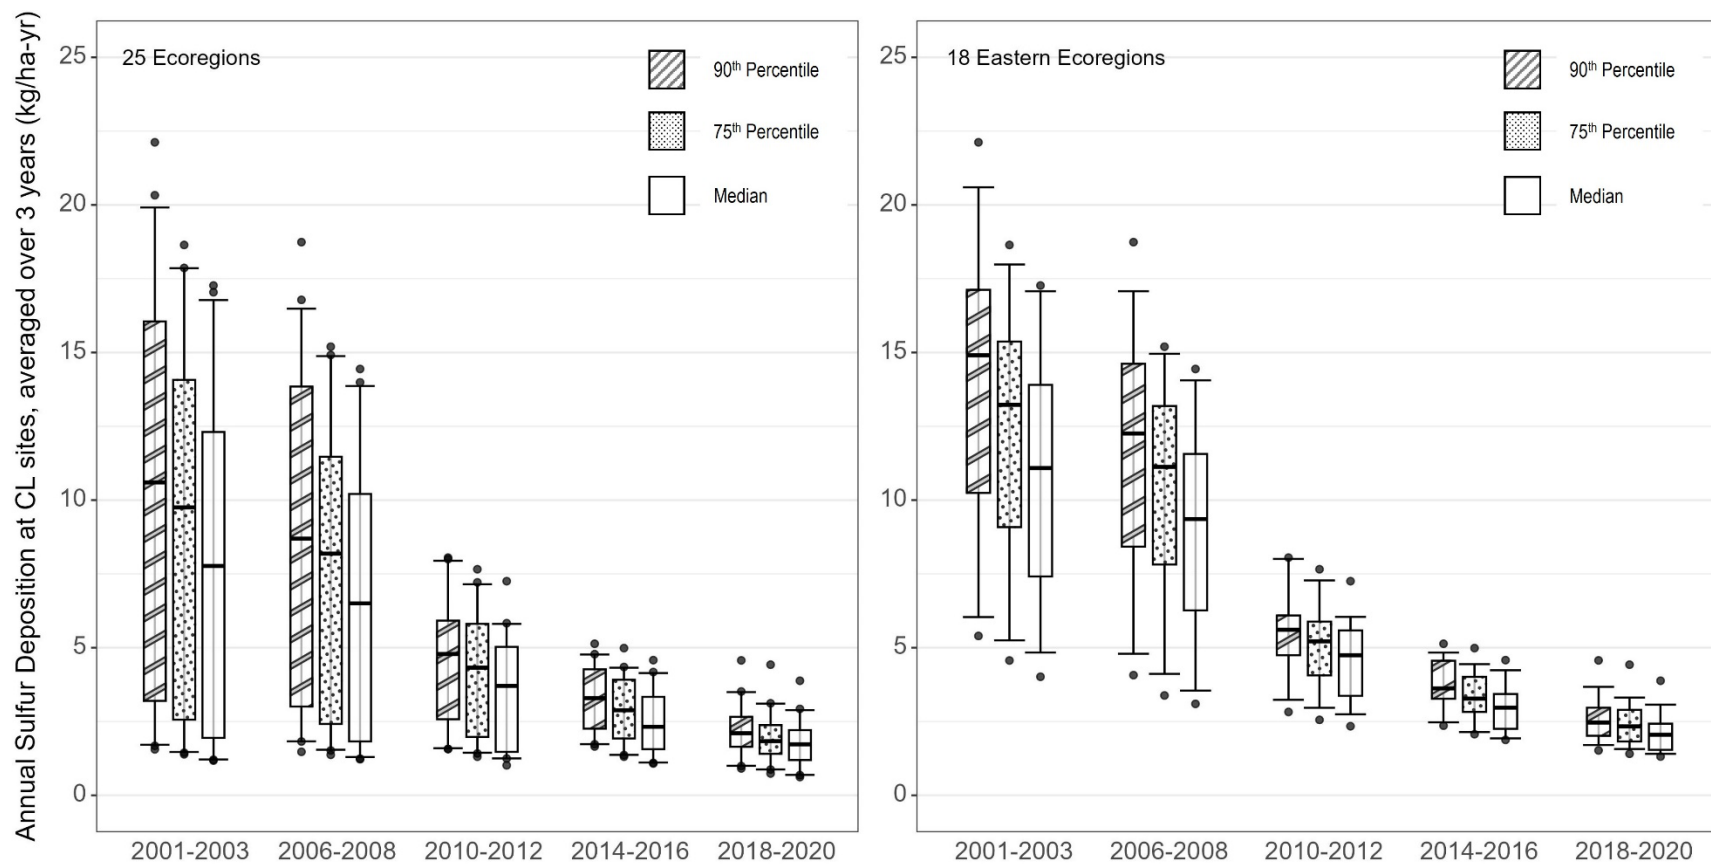 Annual Sulfur Deposition at CL sites, averaged over 3 years (kg/ha-yr)
25 Ecoregions
90th Percentile
75th Percentile
Median
25
20
15
10
5
0
2001-2003 2006-2008 2010-2012 2014-2016 2018-2020
18 Eastern Ecoregions
90th Percentile
75th Percentile
Median
25
20
15
10
5
0
2001-2003 2006-2008 2010-2012 2014-2016 2018-2020